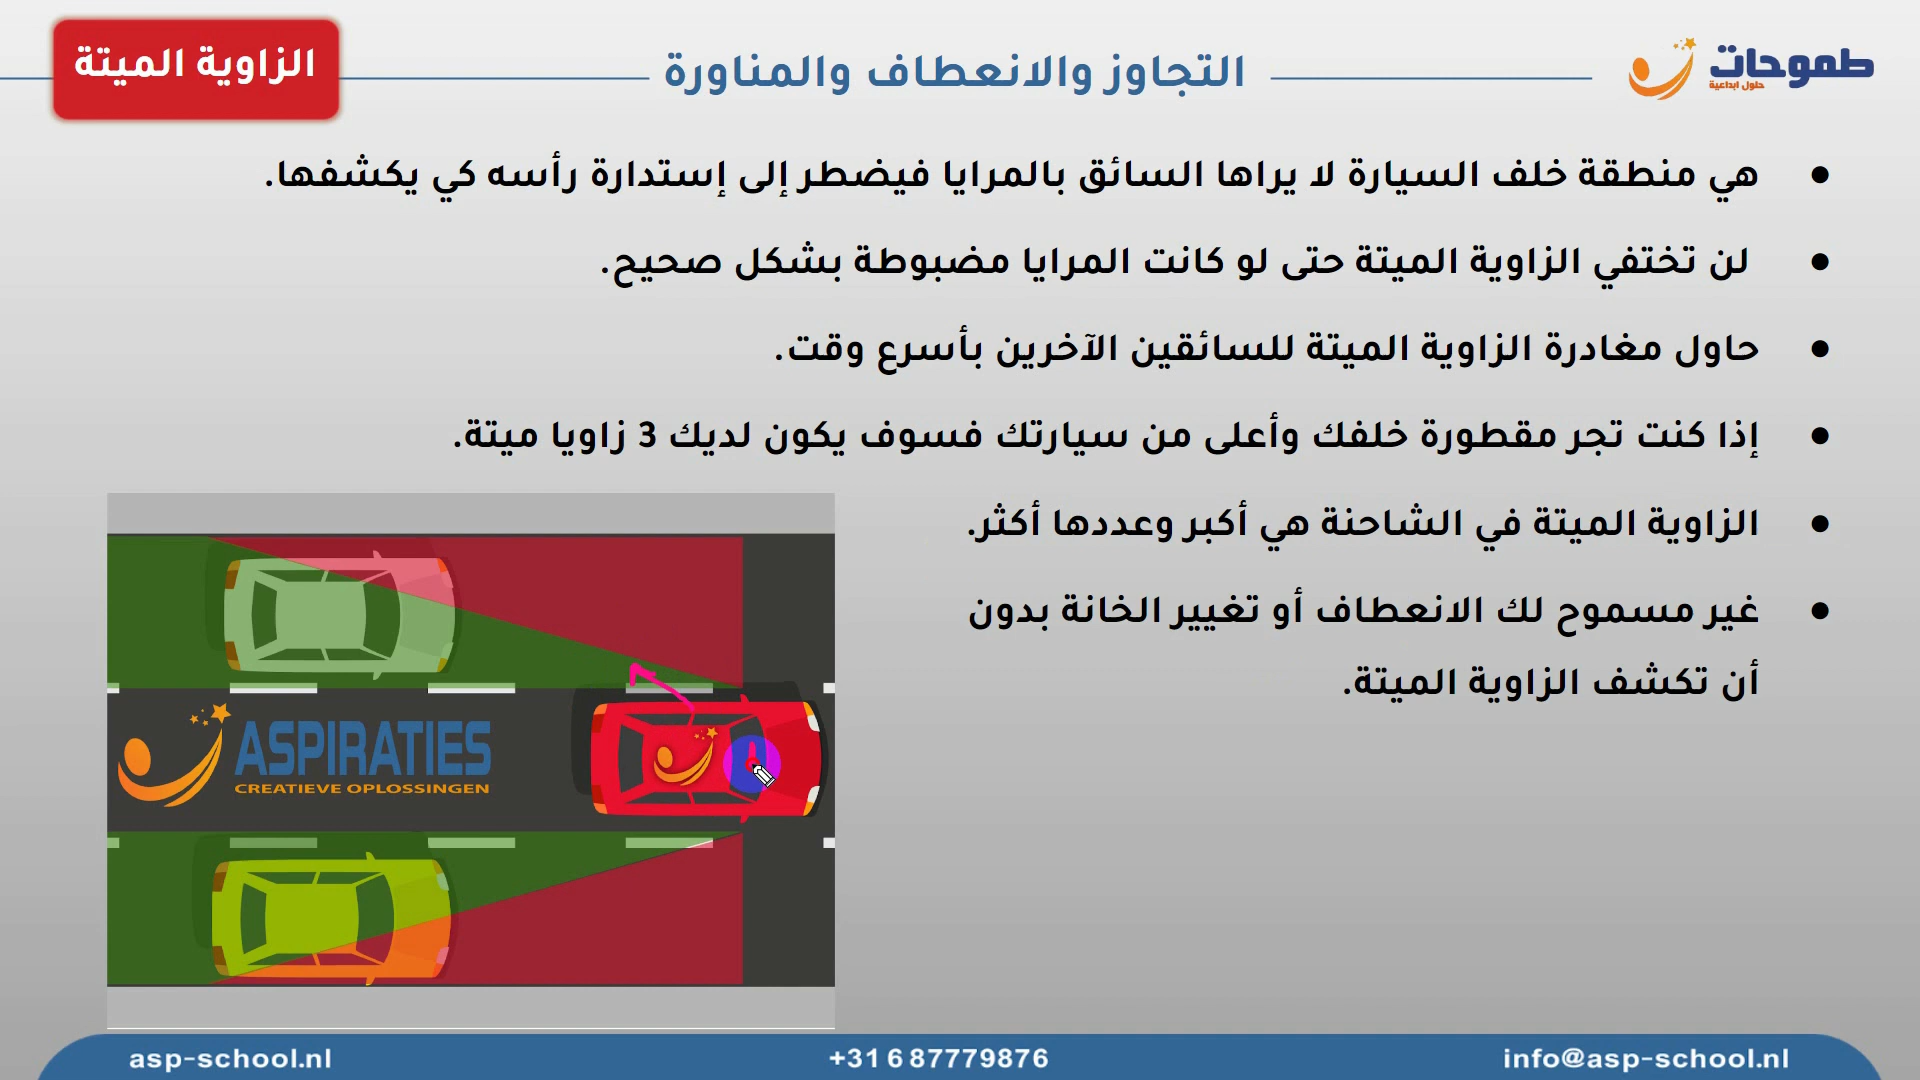 الزاوية الميتة
التجاوز والانعطاف والمناورة
طموحات
حلول ابداعية
● هي منطقة خلف السيارة لا يراها السائق بالمرايا فيضطر إلى إستدارة رأسه كي يكشفها.
● لن تختفي الزاوية الميتة حتى لو كانت المرايا مضبوطة بشكل صحيح.
● حاول مغادرة الزاوية الميتة للسائقين الآخرين بأسرع وقت.
● إذا كنت تجر مقطورة خلفك وأعلى من سيارتك فسوف يكون لديك 3 زاويا ميتة.
● الزاوية الميتة في الشاحنة هي أكبر وعددها أكثر.
● غير مسموح لك الانعطاف أو تغيير الخانة بدون
أن تكشف الزاوية الميتة.
ASPIRATIES
CREATIEVE OPLOSSINGEN
asp-school.nl
+31 6 87779876
info@asp-school.nl